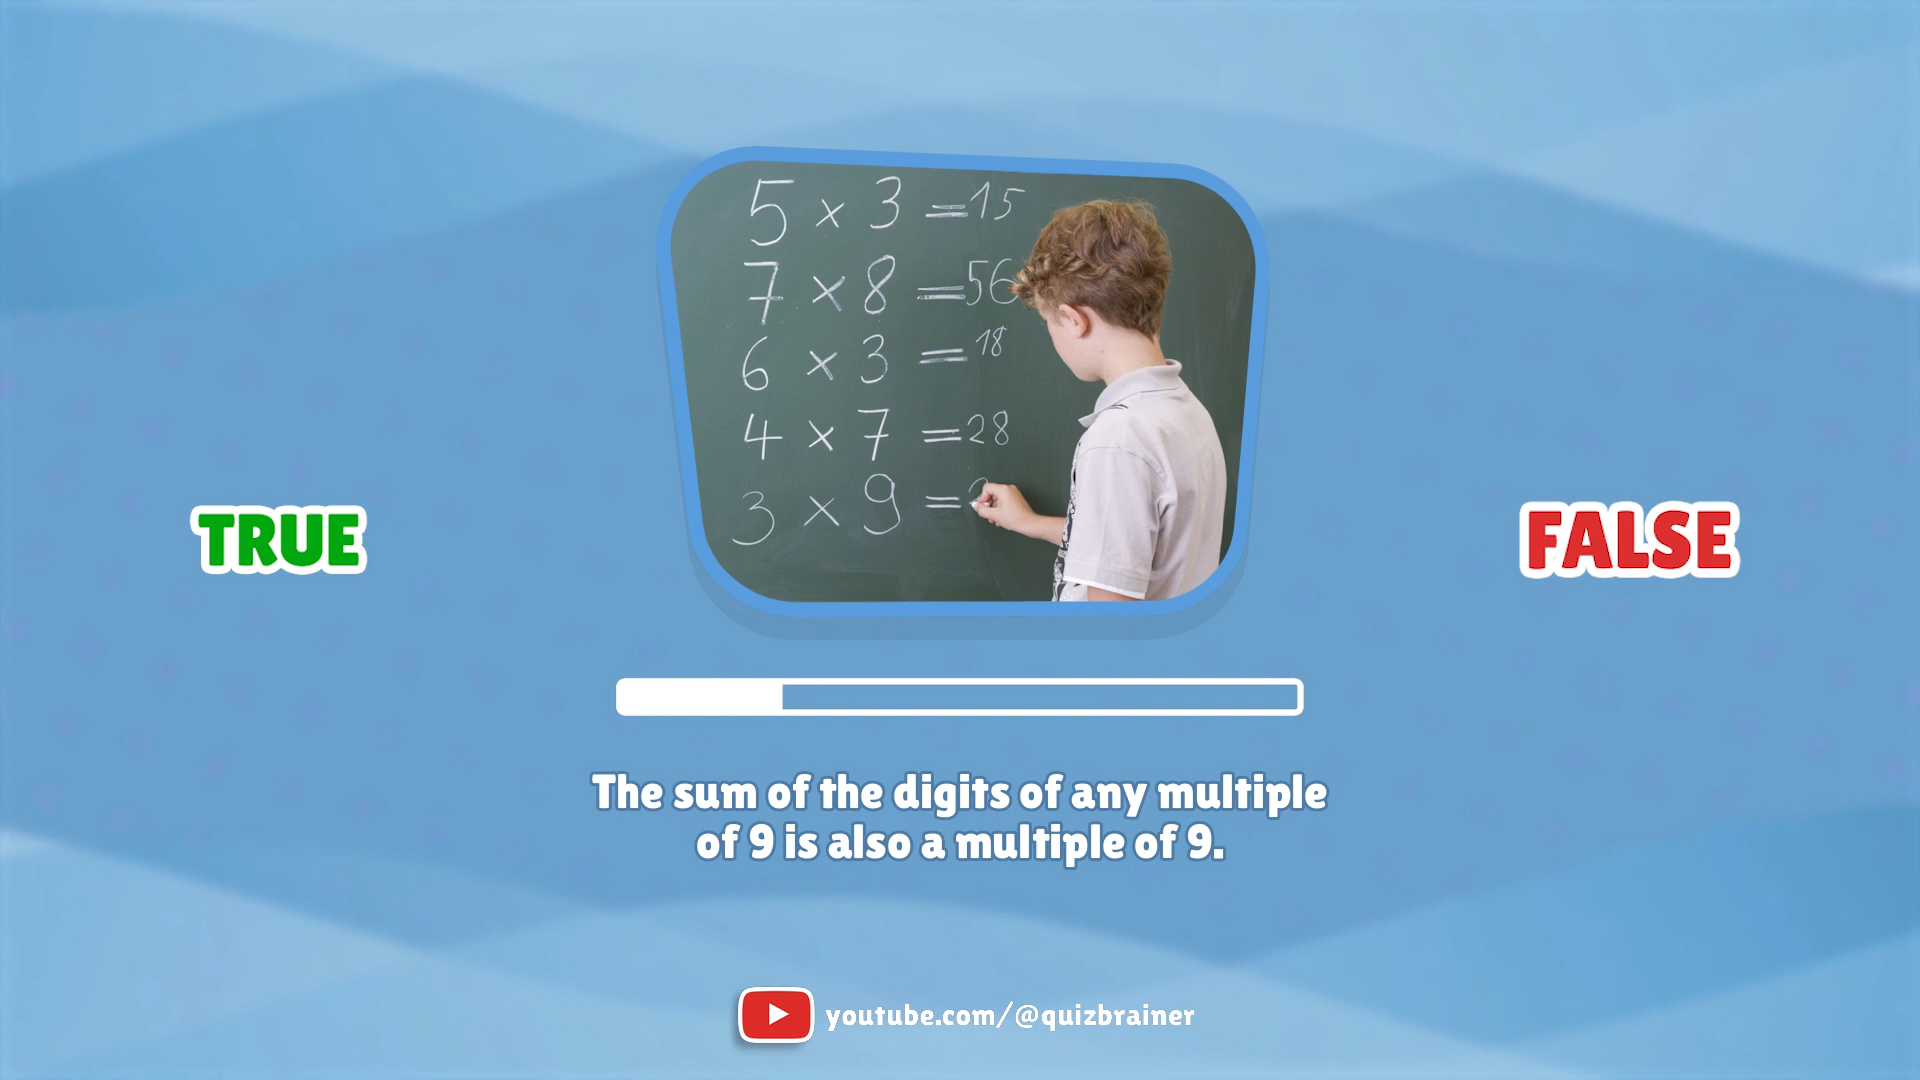 5 × 3 = 15
7 × 8 = 56
6 × 3 = 18
4 × 7 = 28
3 × 9 = 2
TRUE
FALSE
The sum of the digits of any multiple
of 9 is also a multiple of 9.
youtube.com/@quizbrainer